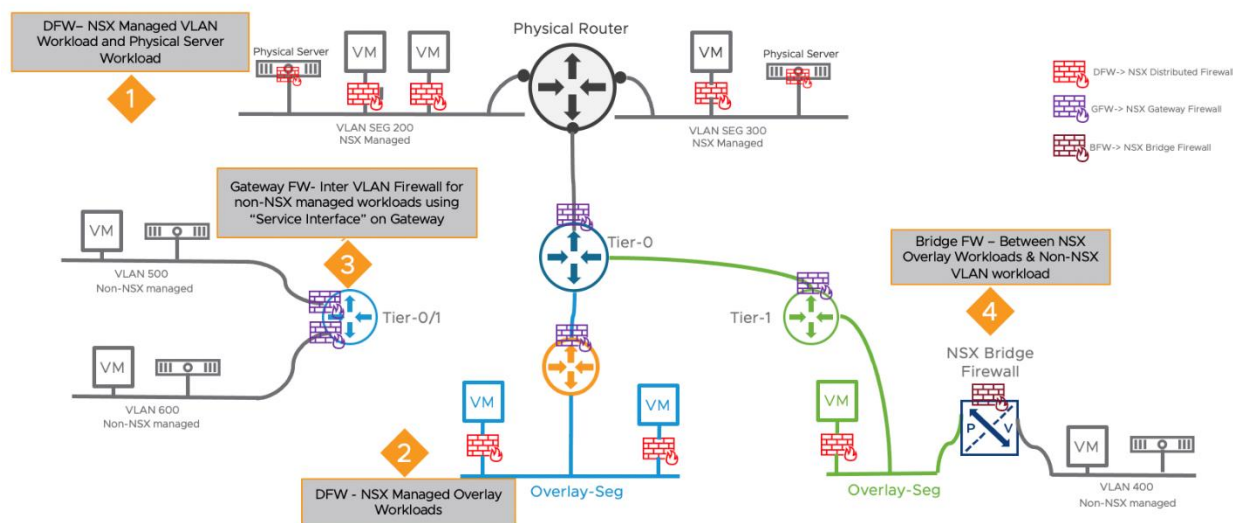 DFW– NSX Managed VLAN
Workload and Physical Server
Workload
1
Physical Server
VM
VM
VLAN SEG 200
NSX Managed
Physical Router
VM
Physical Server
VLAN SEG 300
NSX Managed
DFW-> NSX Distributed Firewall
GFW-> NSX Gateway Firewall
BFW-> NSX Bridge Firewall
Gateway FW- Inter VLAN Firewall for
non-NSX managed workloads using
“Service Interface” on Gateway
3
VM
VLAN 500
Non-NSX managed
Tier-0/1
VM
VLAN 600
Non-NSX managed
Tier-0
Tier-1
Bridge FW – Between NSX
Overlay Workloads & Non-NSX
VLAN workload
4
NSX Bridge
Firewall
P
V
2
DFW - NSX Managed Overlay
Workloads
VM
VM
Overlay-Seg
VM
Overlay-Seg
VM
VLAN 400
Non-NSX managed